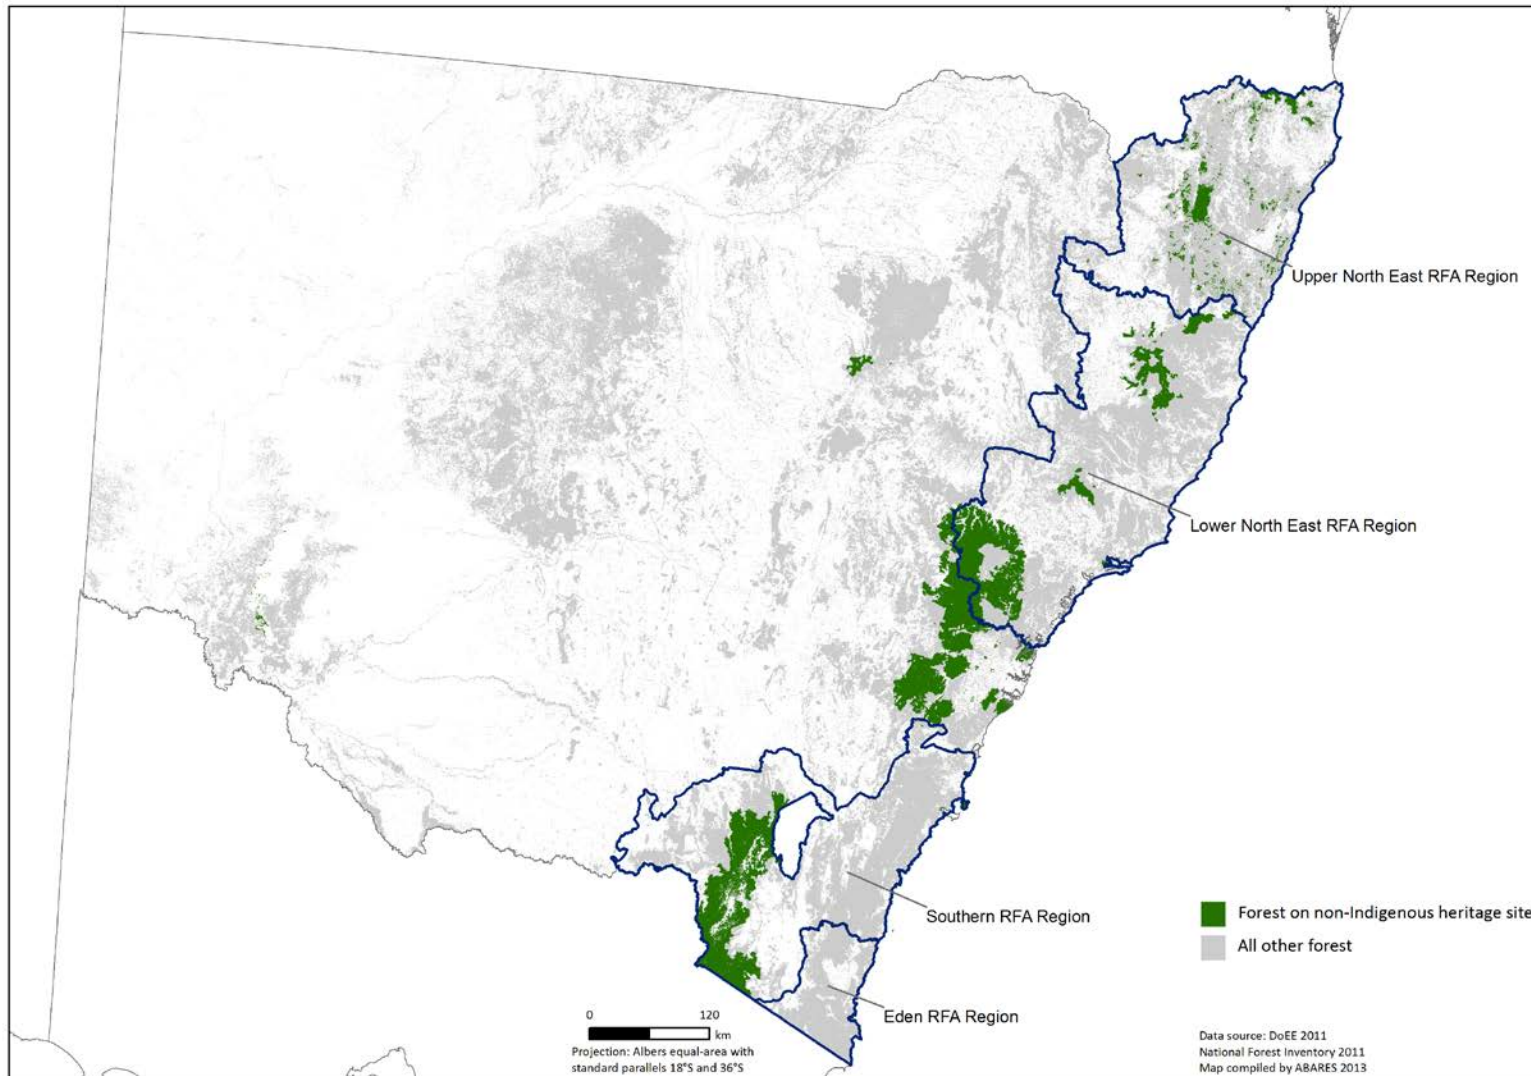 Upper North East RFA Region
Lower North East RFA Region
Southern RFA Region
Eden RFA Region
Forest on non-Indigenous heritage site
All other forest
0 120
km
Projection: Albers equal-area with
standard parallels 18°S and 36°S
Data source: DoEE 2011
National Forest Inventory 2011
Map compiled by ABARES 2013